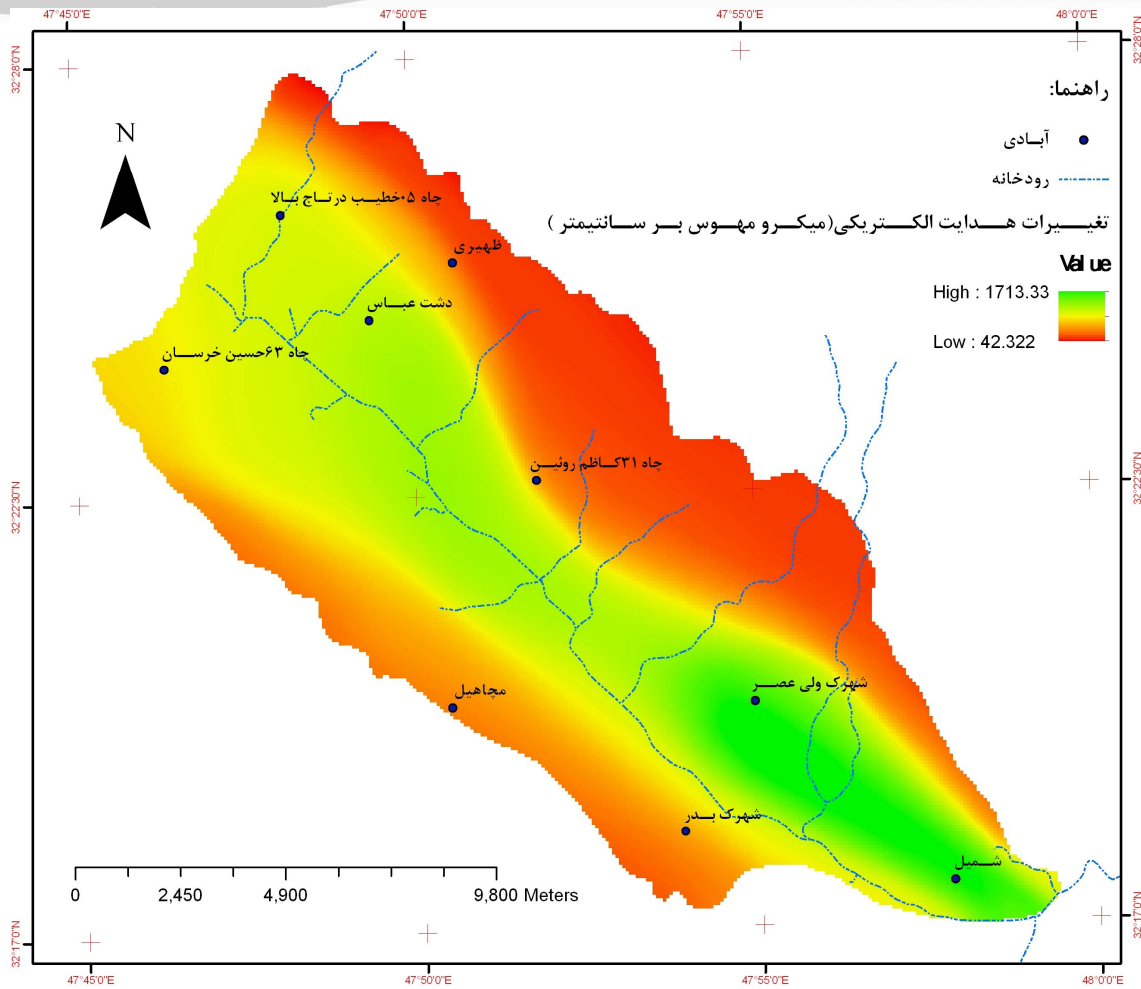 47°45'0"E
47°50'0"E
47°55'0"E
48°0'0"E
32°28'0"N
32°28'0"N
راهنما:
N
آبادی
رودخانه
چاه ۰۵خطیب درتاج بالا
تغییرات هدایت الکتریکی(میکرو مهوس بر سانتیمتر )
ظهیری
Value
High : 1713.33
Low : 42.322
دشت عباس
چاه ۶۳حسین خرسان
چاه ۳۱کاظم روئین
32°22'30"N
32°22'30"N
شهرک ولی عصر
مچاهیل
شهرک بدر
شمیل
0
2,450
4,900
9,800 Meters
32°17'0"N
32°17'0"N
47°45'0"E
47°50'0"E
47°55'0"E
48°0'0"E